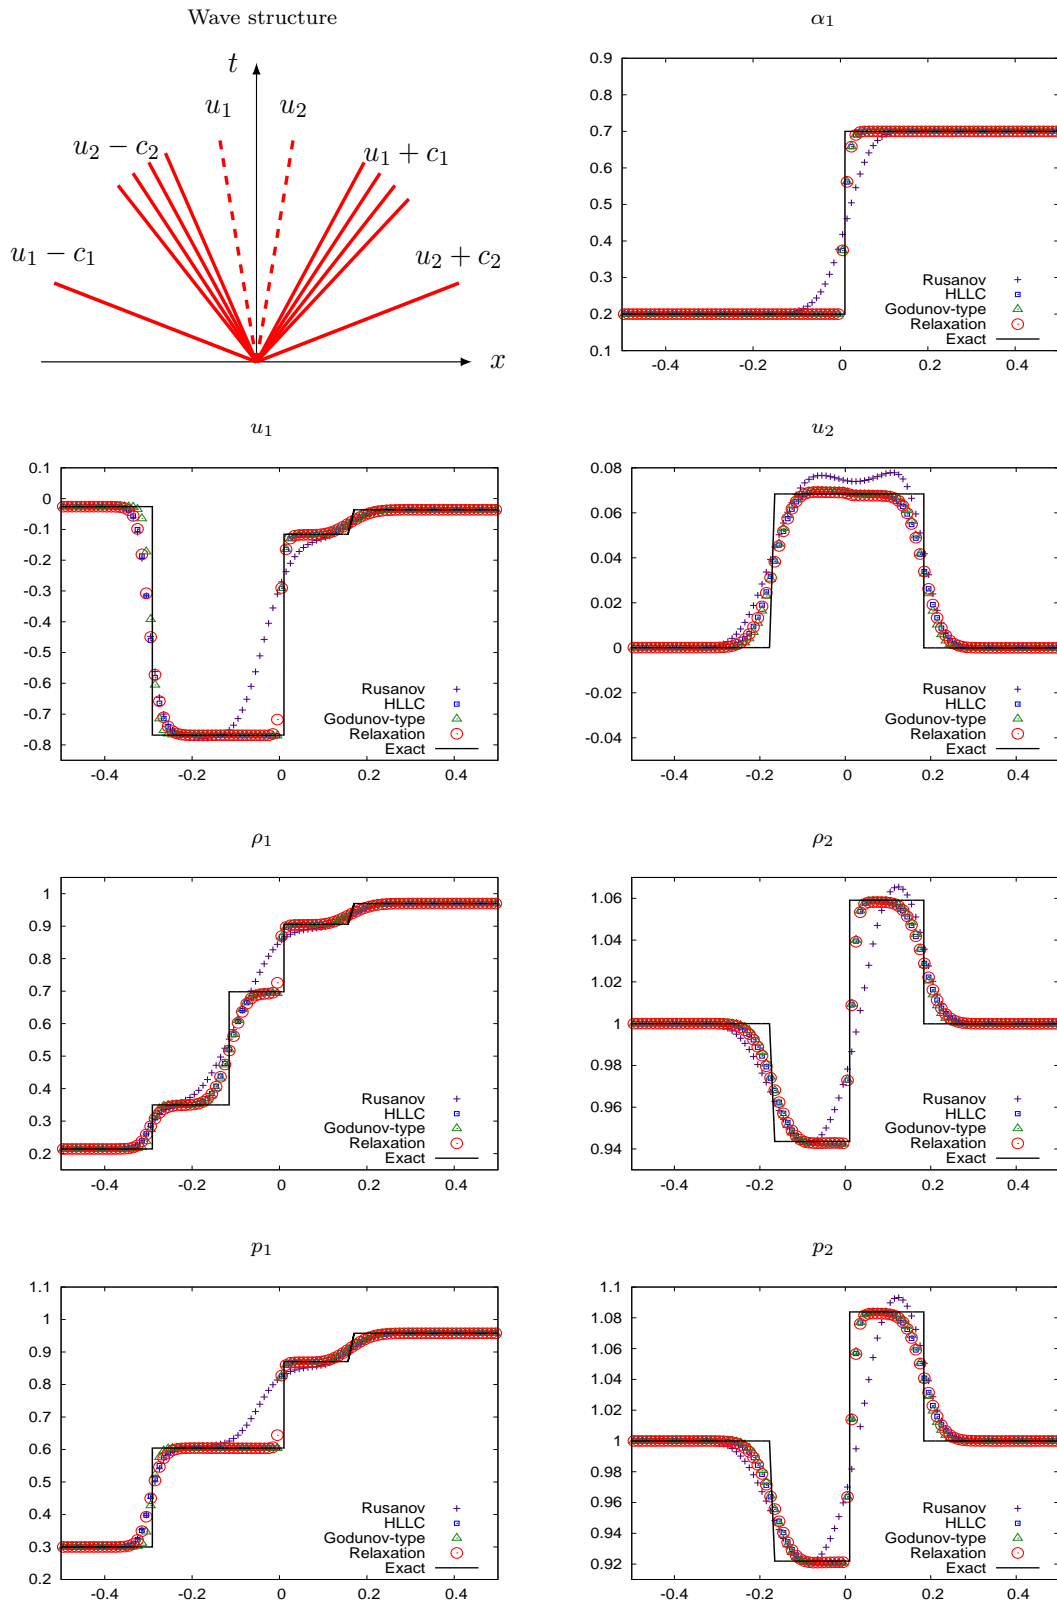 Wave structure
t
u₁ u₂
u₂ − c₂ u₁ + c₁
u₁ − c₁ u₂ + c₂
x
α₁
0.9
0.8
0.7
0.6
0.5
0.4
0.3
0.2
0.1
-0.4 -0.2 0 0.2 0.4
Rusanov
HLLC
Godunov-type
Relaxation
Exact
u₁
0.1
0
-0.1
-0.2
-0.3
-0.4
-0.5
-0.6
-0.7
-0.8
-0.4 -0.2 0 0.2 0.4
Rusanov
HLLC
Godunov-type
Relaxation
Exact
u₂
0.08
0.06
0.04
0.02
0
-0.02
-0.04
-0.4 -0.2 0 0.2 0.4
Rusanov
HLLC
Godunov-type
Relaxation
Exact
ρ₁
1
0.9
0.8
0.7
0.6
0.5
0.4
0.3
0.2
-0.4 -0.2 0 0.2 0.4
Rusanov
HLLC
Godunov-type
Relaxation
Exact
ρ₂
1.06
1.04
1.02
1
0.98
0.96
0.94
-0.4 -0.2 0 0.2 0.4
Rusanov
HLLC
Godunov-type
Relaxation
Exact
p₁
1.1
1
0.9
0.8
0.7
0.6
0.5
0.4
0.3
0.2
-0.4 -0.2 0 0.2 0.4
Rusanov
HLLC
Godunov-type
Relaxation
Exact
p₂
1.1
1.08
1.06
1.04
1.02
1
0.98
0.96
0.94
0.92
-0.4 -0.2 0 0.2 0.4
Rusanov
HLLC
Godunov-type
Relaxation
Exact